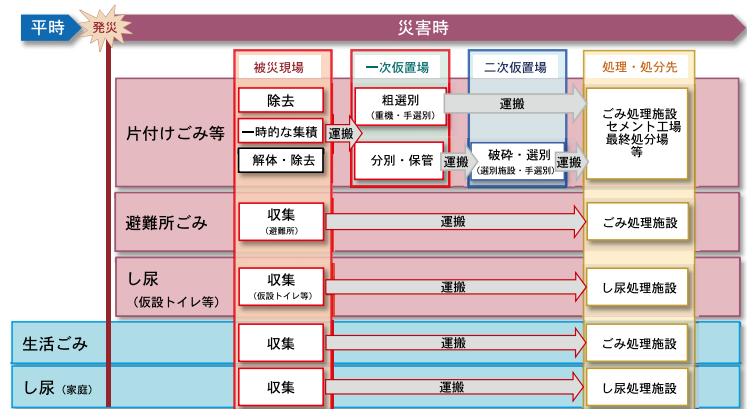 平時
発災
災害時
被災現場
一次仮置場
二次仮置場
処理・処分先
片付けごみ等
除去
一時的な集積
解体・除去
運搬
粗選別
(重機・手選別)
分別・保管
運搬
運搬
破砕・選別
(選別施設・手選別)
運搬
ごみ処理施設
セメント工場
最終処分場
等
避難所ごみ
収集
(避難所)
運搬
ごみ処理施設
し尿
(仮設トイレ等)
収集
(仮設トイレ等)
運搬
し尿処理施設
生活ごみ
収集
運搬
ごみ処理施設
し尿(家庭)
収集
運搬
し尿処理施設